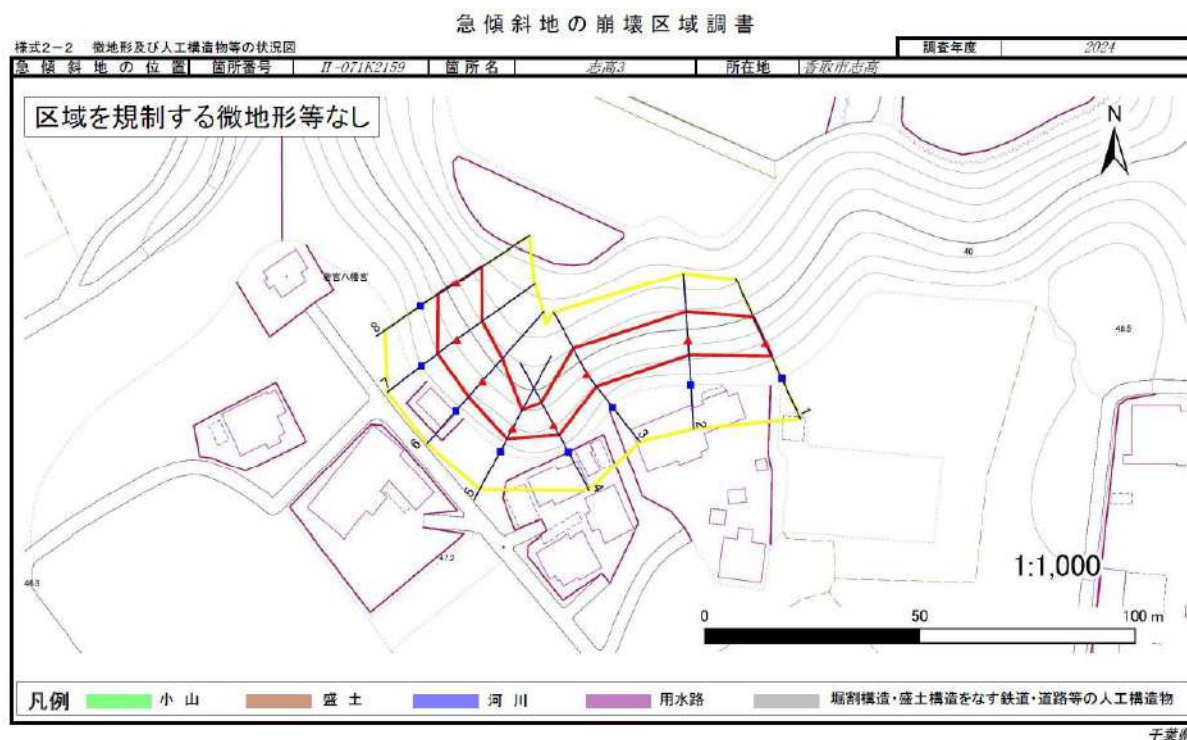 急傾斜地の崩壊区域調書
様式2-2 微地形及び人工構造物等の状況図
調査年度 2024
急傾斜地の位置 箇所番号 II-071K2159 箇所名 志高3 所在地 香取市志高
区域を規制する微地形等なし
N
40
八幡宮
48.5
8
7
6
5
4
3
2
1
47.2
1:1,000
0 50 100 m
凡例 小山 盛土 河川 用水路 堀割構造・盛土構造をなす鉄道・道路等の人工構造物
千葉県